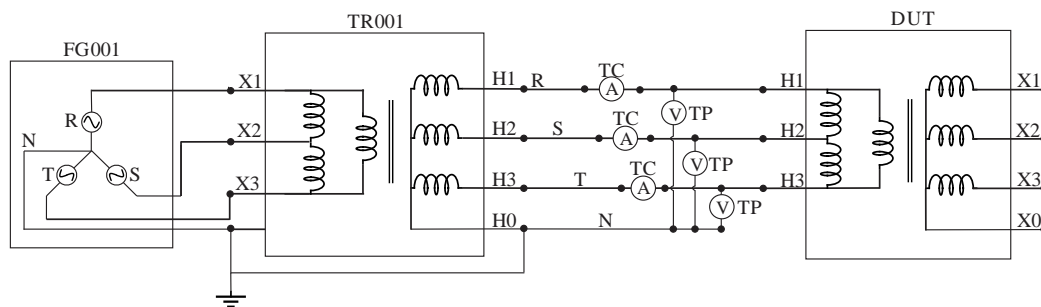 FG001
TR001
DUT
R
N
T
S
X1
X2
X3
H1
H2
H3
H0
R
S
T
N
TC
A
TC
A
TC
A
V
TP
V
TP
V
TP
H1
H2
H3
X1
X2
X3
X0